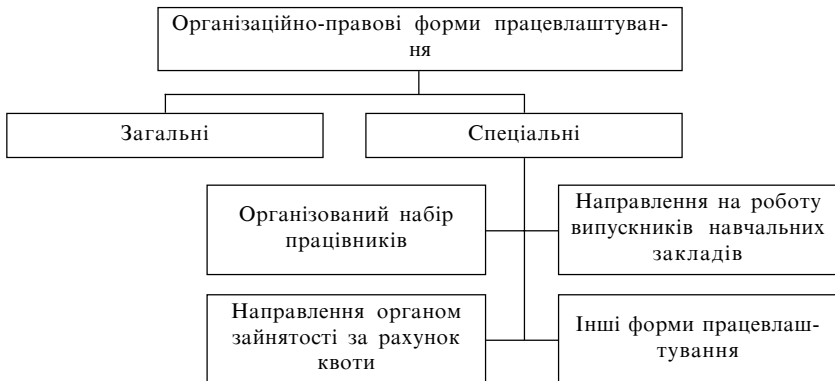 Організаційно-правові форми працевлаштуван-
ня
Загальні
Спеціальні
Організований набір
працівників
Направлення на роботу
випускників навчальних
закладів
Направлення органом
зайнятості за рахунок
квоти
Інші форми працевлаш-
тування